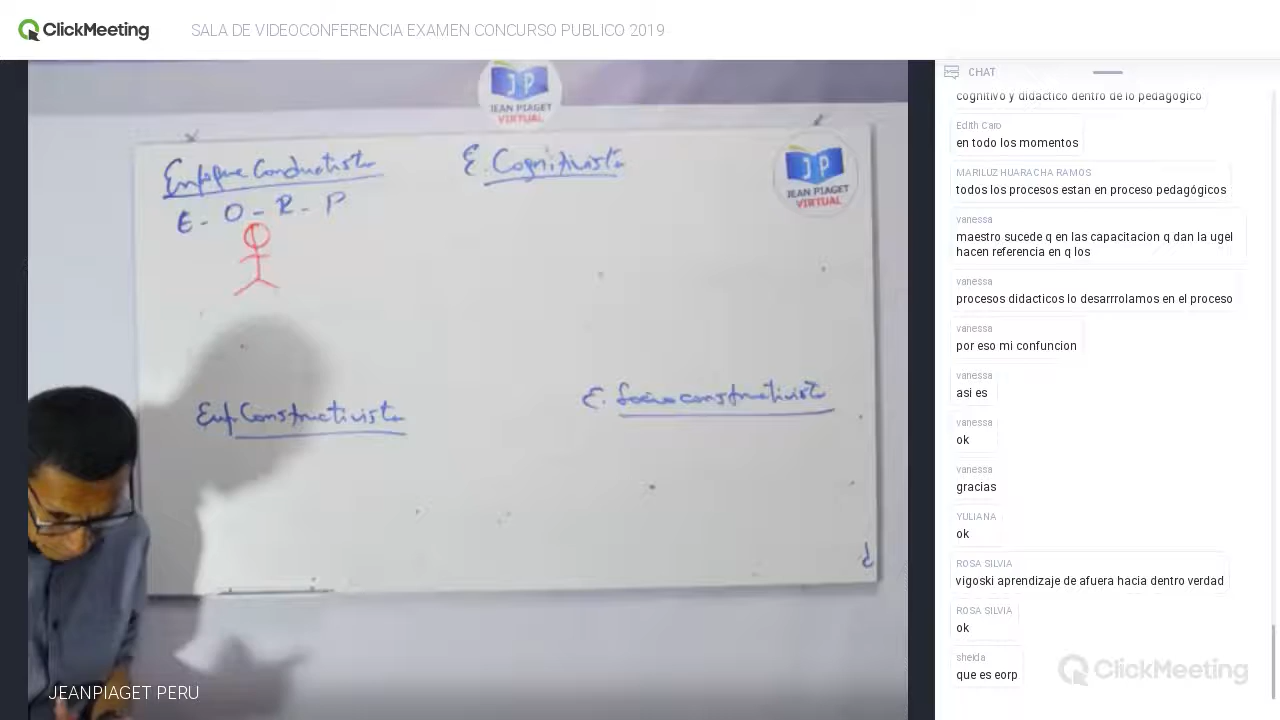 ClickMeeting
SALA DE VIDEOCONFERENCIA EXAMEN CONCURSO PUBLICO 2019
JP
JEAN PIAGET
VIRTUAL
Enfoque Conductista
E. Cognitivista
E - O - R - P
JP
JEAN PIAGET
VIRTUAL
Enf. Constructivista
E. Socioconstructivista
JEANPIAGET PERU
CHAT
cognitivo y didactico dentro de lo pedagogico
Edith Caro
en todo los momentos
MARILUZ HUARACHA RAMOS
todos los procesos estan en proceso pedagógicos
vanessa
maestro sucede q en las capacitacion q dan la ugel
hacen referencia en q los
vanessa
procesos didacticos lo desarrrolamos en el proceso
vanessa
por eso mi confuncion
vanessa
asi es
vanessa
ok
vanessa
gracias
YULIANA
ok
ROSA SILVIA
vigoski aprendizaje de afuera hacia dentro verdad
ROSA SILVIA
ok
sheida
que es eorp
ClickMeeting